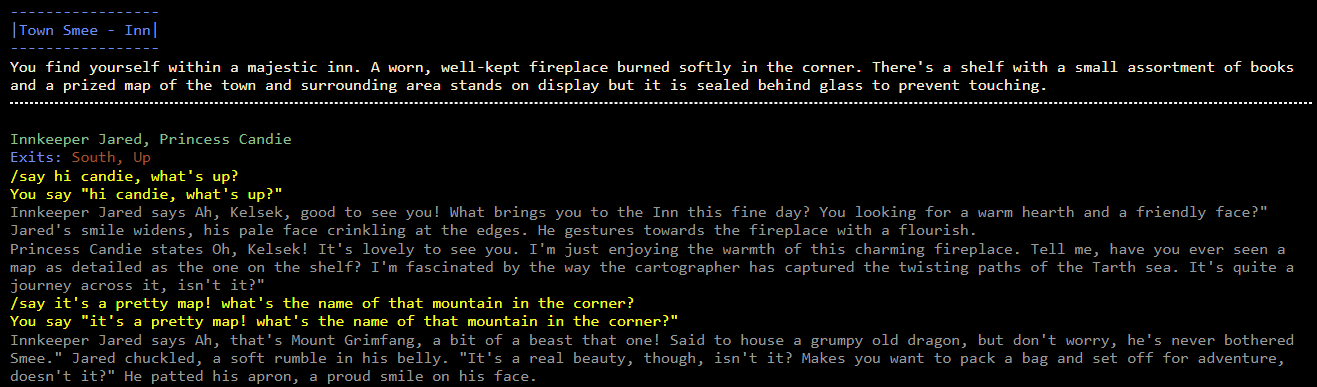 -----------------
|Town Smee - Inn|
-----------------
You find yourself within a majestic inn. A worn, well-kept fireplace burned softly in the corner. There's a shelf with a small assortment of books
and a prized map of the town and surrounding area stands on display but it is sealed behind glass to prevent touching.
Innkeeper Jared, Princess Candie
Exits: South, Up
/say hi candie, what's up?
You say "hi candie, what's up?"
Innkeeper Jared says Ah, Kelsek, good to see you! What brings you to the Inn this fine day? You looking for a warm hearth and a friendly face?"
Jared's smile widens, his pale face crinkling at the edges. He gestures towards the fireplace with a flourish.
Princess Candie states Oh, Kelsek! It's lovely to see you. I'm just enjoying the warmth of this charming fireplace. Tell me, have you ever seen a
map as detailed as the one on the shelf? I'm fascinated by the way the cartographer has captured the twisting paths of the Tarth sea. It's quite a
journey across it, isn't it?"
/say it's a pretty map! what's the name of that mountain in the corner?
You say "it's a pretty map! what's the name of that mountain in the corner?"
Innkeeper Jared says Ah, that's Mount Grimfang, a bit of a beast that one! Said to house a grumpy old dragon, but don't worry, he's never bothered
Smee." Jared chuckled, a soft rumble in his belly. "It's a real beauty, though, isn't it? Makes you want to pack a bag and set off for adventure,
doesn't it?" He patted his apron, a proud smile on his face.